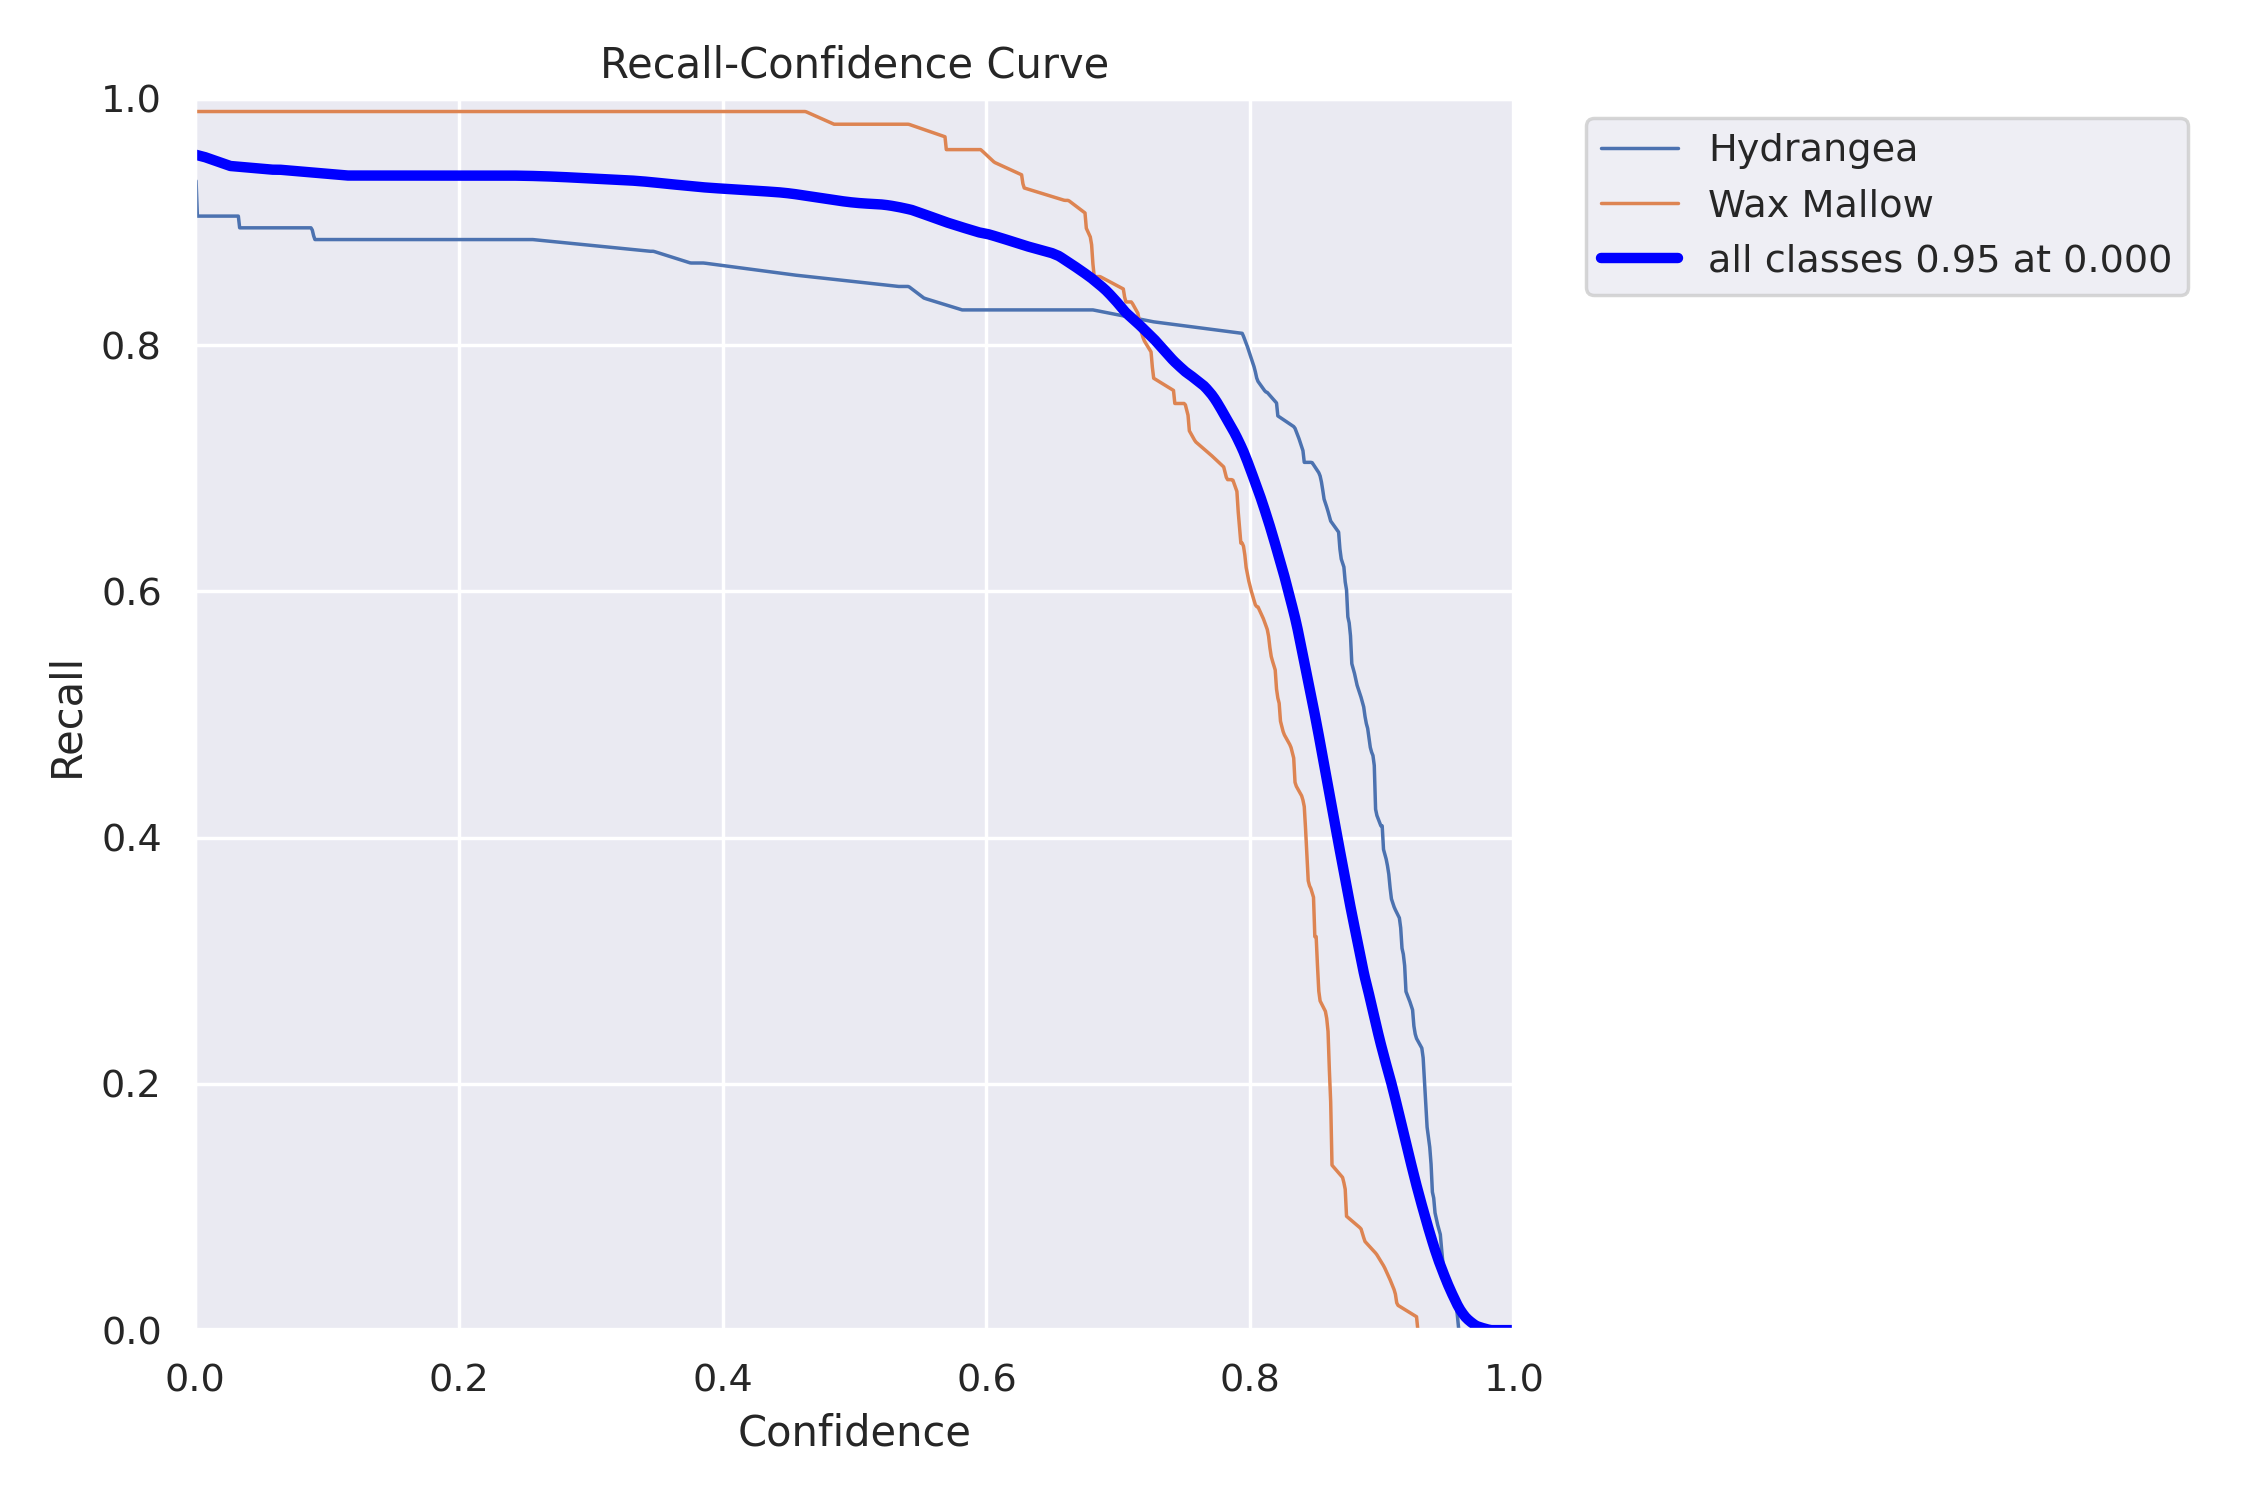 Recall-Confidence Curve
1.0
0.8
0.6
0.4
0.2
0.0
Recall
0.0 0.2 0.4 0.6 0.8 1.0
Confidence
Hydrangea
Wax Mallow
all classes 0.95 at 0.000